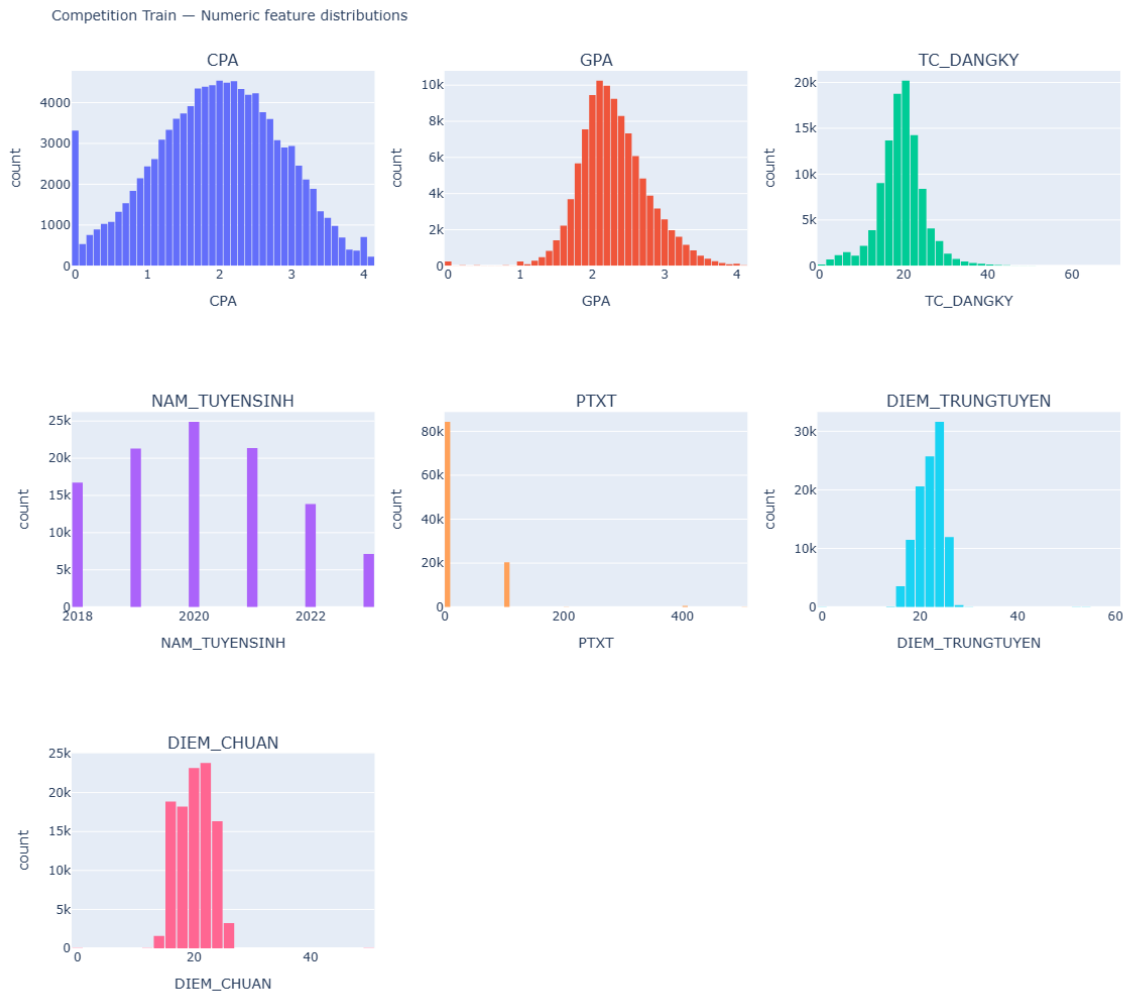 Competition Train — Numeric feature distributions
CPA
GPA
TC_DANGKY
4000
3000
2000
1000
0
count
0 1 2 3 4
CPA
10k
8k
6k
4k
2k
0
count
0 1 2 3 4
GPA
20k
15k
10k
5k
0
count
0 20 40 60
TC_DANGKY
NAM_TUYENSINH
PTXT
DIEM_TRUNGTUYEN
25k
20k
15k
10k
5k
0
count
2018 2020 2022
NAM_TUYENSINH
80k
60k
40k
20k
0
count
0 200 400
PTXT
30k
20k
10k
0
count
0 20 40 60
DIEM_TRUNGTUYEN
DIEM_CHUAN
25k
20k
15k
10k
5k
0
count
0 20 40
DIEM_CHUAN